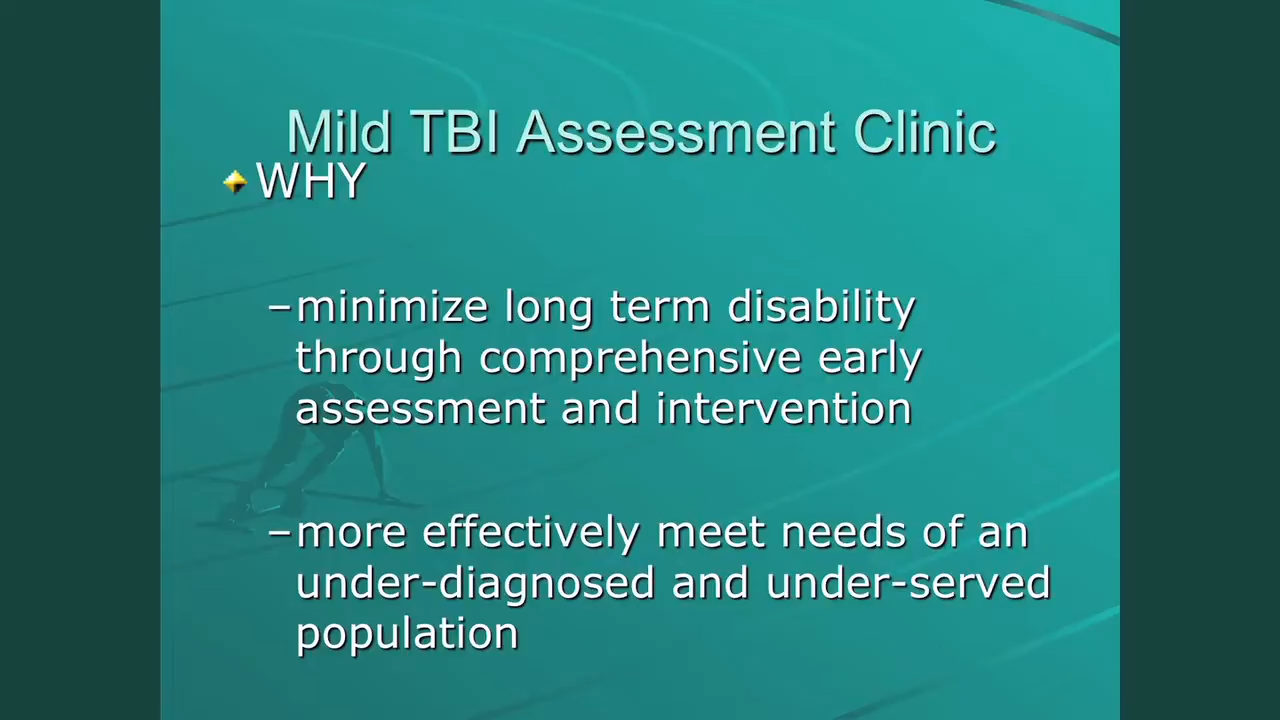 Mild TBI Assessment Clinic
WHY
–minimize long term disability
through comprehensive early
assessment and intervention
–more effectively meet needs of an
under-diagnosed and under-served
population